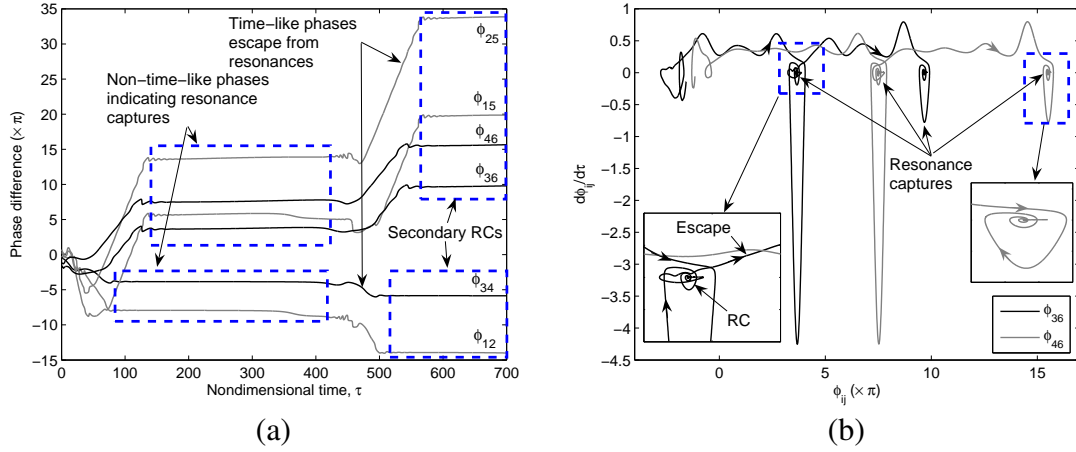 35
30
25
20
15
10
5
0
−5
−10
−15
0
100
200
300
400
500
600
700
Phase difference (× π)
Nondimensional time, τ
Time−like phases
escape from
resonances
Non−time−like phases
indicating resonance
captures
ϕ25
ϕ15
ϕ46
ϕ36
Secondary RCs
ϕ34
ϕ12
(a)
1
0.5
0
−0.5
−1
−1.5
−2
−2.5
−3
−3.5
−4
−4.5
0
5
10
15
dϕij/dτ
ϕij (× π)
Resonance
captures
Escape
RC
ϕ36
ϕ46
(b)